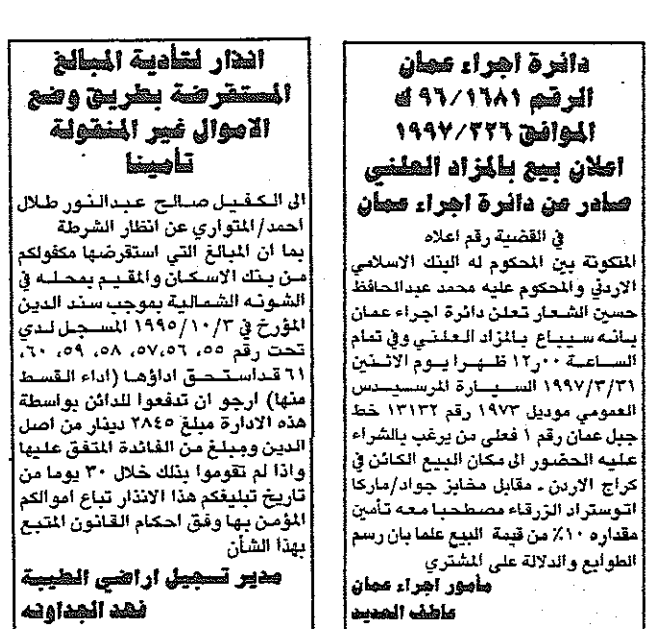 دائرة اجراء عمان
الرقم ٩٦/١٦٨١ ك
الموافق ١٩٩٧/٣٢٦
اعلان بيع بالمزاد العلني
صادر عن دائرة اجراء عمان
في القضية رقم اعلاه
المتكونة بين المحكوم له البنك الاسلامي
الاردني والمحكوم عليه محمد عبدالحافظ
حسين الشعار تعلن دائرة اجراء عمان
بانه سيباع بالمزاد العلني وفي تمام
الساعة ١٢٫٠٠ ظهرا يوم الاثنين
١٩٩٧/٣/٣١ السيارة المرسيدس
العمومي موديل ١٩٧٣ رقم ١٣١٣٢ خط
جبل عمان رقم ١ فعلى من يرغب بالشراء
عليه الحضور الى مكان البيع الكائن في
كراج الاردن . مقابل مخابز جواد/ماركا
اتوستراد الزرقاء مصطحبا معه تأمين
مقداره ١٠٪ من قيمة البيع علما بان رسم
الطوابع والدلالة على المشتري
مأمور اجراء عمان
عاطف الحديد
انذار لتأدية المبالغ
المستقرضة بطريق وضع
الاموال غير المنقولة
تأمينا
الى الكفيل صالح عبدالنور طلال
أحمد/المتواري عن انظار الشرطة
بما ان المبالغ التي استقرضها مكفولكم
من بنك الاسكان والمقيم بمحله في
الشونه الشمالية بموجب سند الدين
المؤرخ في ١٩٩٥/١٠/٣ المسجل لدي
تحت رقم ٥٥، ٥٧،٥٦، ٥٨، ٥٩، ٦٠،
٦١ قداستحق اداؤها (اداء القسط
منها) ارجو ان تدفعوا للدائن بواسطة
هذه الادارة مبلغ ٢٨٤٥ دينار من اصل
الدين ومبلغ من الفائدة المتفق عليها
واذا لم تقوموا بذلك خلال ٣٠ يوما من
تاريخ تبليغكم هذا الانذار تباع اموالكم
المؤمن بها وفق احكام القانون المتبع
بهذا الشأن
مدير تسجيل اراضي الطيبة
فهد الجداونه